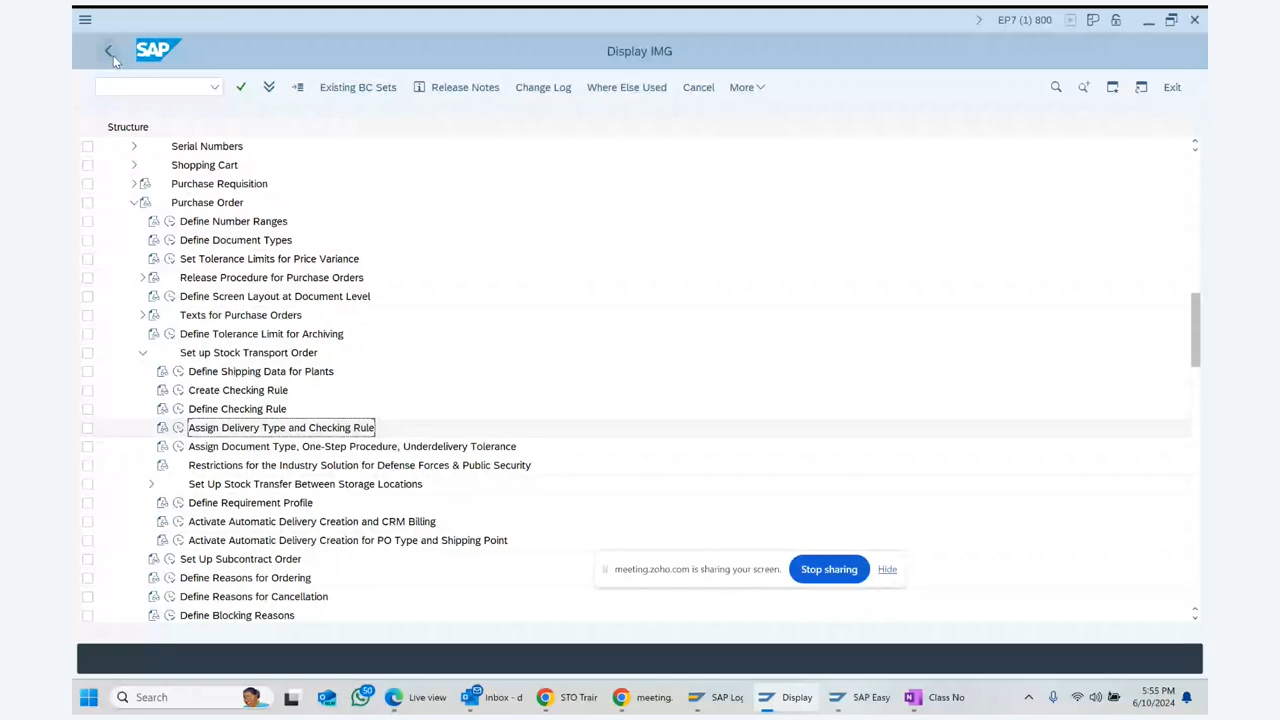 EP7 (1) 800
SAP
Display IMG
Existing BC Sets Release Notes Change Log Where Else Used Cancel More Exit
Structure
Serial Numbers
Shopping Cart
Purchase Requisition
Purchase Order
Define Number Ranges
Define Document Types
Set Tolerance Limits for Price Variance
Release Procedure for Purchase Orders
Define Screen Layout at Document Level
Texts for Purchase Orders
Define Tolerance Limit for Archiving
Set up Stock Transport Order
Define Shipping Data for Plants
Create Checking Rule
Define Checking Rule
Assign Delivery Type and Checking Rule
Assign Document Type, One-Step Procedure, Underdelivery Tolerance
Restrictions for the Industry Solution for Defense Forces & Public Security
Set Up Stock Transfer Between Storage Locations
Define Requirement Profile
Activate Automatic Delivery Creation and CRM Billing
Activate Automatic Delivery Creation for PO Type and Shipping Point
Set Up Subcontract Order
Define Reasons for Ordering
Define Reasons for Cancellation
Define Blocking Reasons
meeting.zoho.com is sharing your screen. Stop sharing Hide
Search 50 Live view Inbox - d STO Trair meeting. SAP Log Display SAP Easy Class No 5:55 PM
6/10/2024